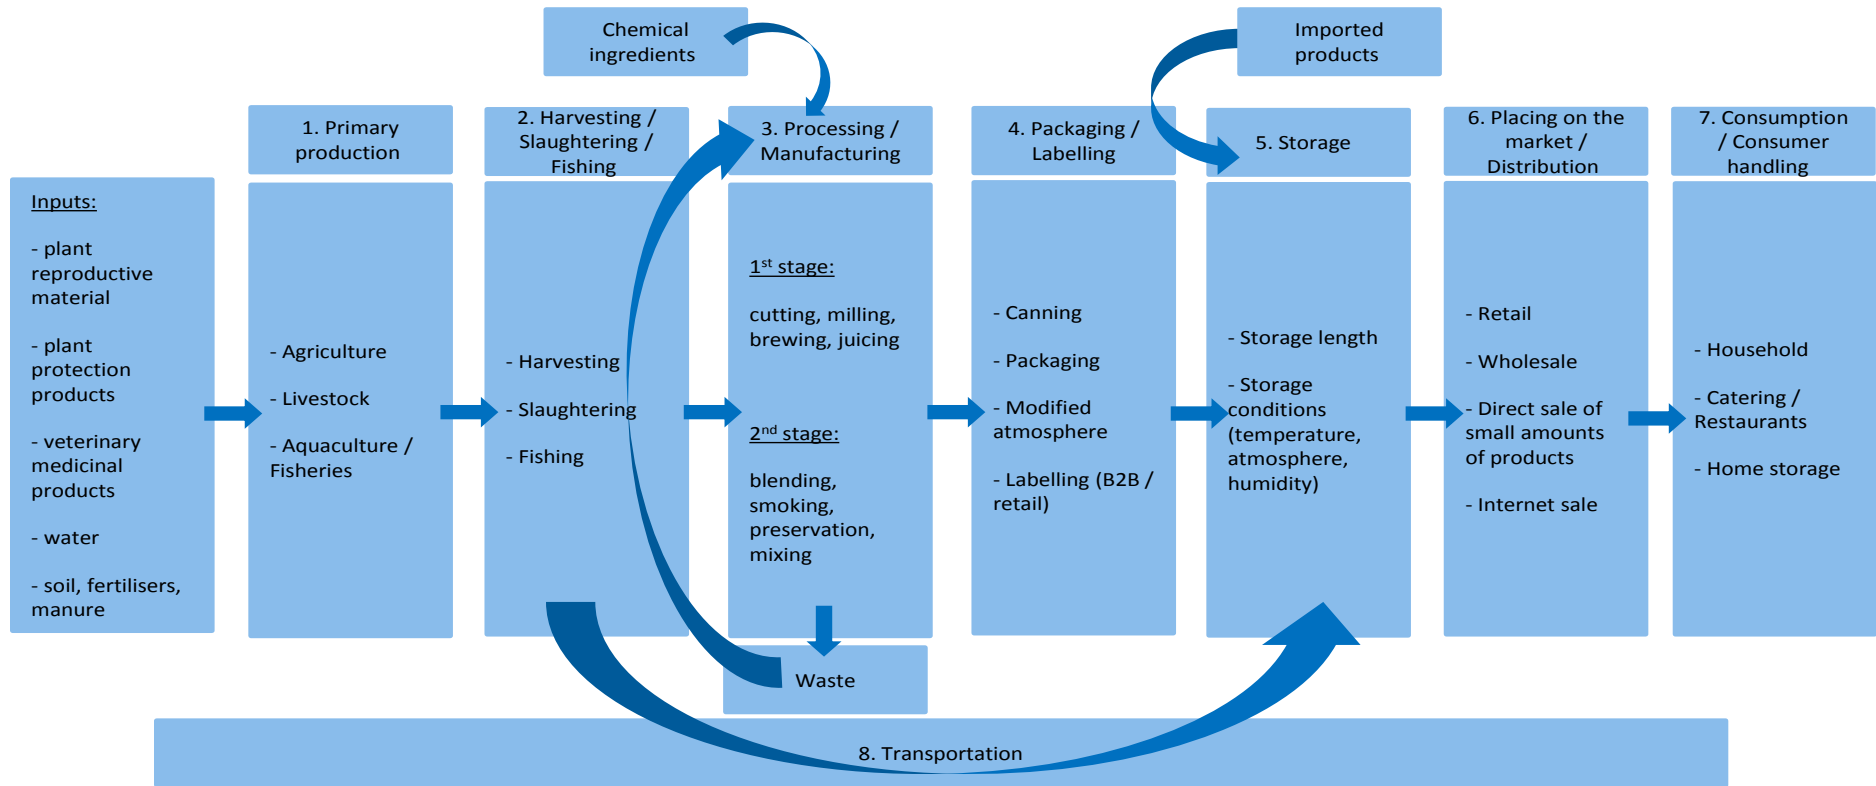 Chemical
ingredients
Imported
products
1. Primary
production
2. Harvesting /
Slaughtering /
Fishing
3. Processing /
Manufacturing
4. Packaging /
Labelling
5. Storage
6. Placing on the
market /
Distribution
7. Consumption
/ Consumer
handling
Inputs:
- plant
reproductive
material
- plant
protection
products
- veterinary
medicinal
products
- water
- soil, fertilisers,
manure
- Agriculture
- Livestock
- Aquaculture /
Fisheries
- Harvesting
- Slaughtering
- Fishing
1st stage:
cutting, milling,
brewing, juicing
2nd stage:
blending,
smoking,
preservation,
mixing
- Canning
- Packaging
- Modified
atmosphere
- Labelling (B2B /
retail)
- Storage length
- Storage
conditions
(temperature,
atmosphere,
humidity)
- Retail
- Wholesale
- Direct sale of
small amounts
of products
- Internet sale
- Household
- Catering /
Restaurants
- Home storage
Waste
8. Transportation